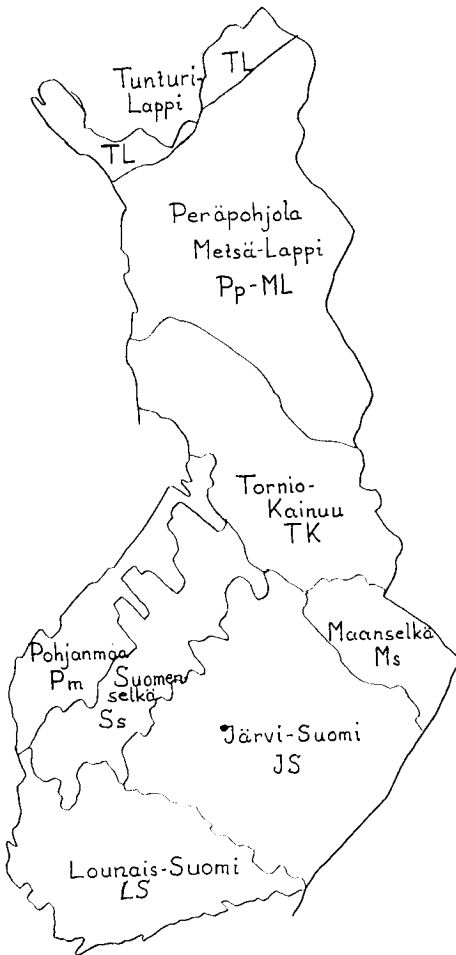 TL
Tunturi-
Lappi
TL
Peräpohjola
Metsä-Lappi
Pp-ML
Tornio-
Kainuu
TK
Maanselkä
Ms
Pohjanmaa
Pm
Suomen-
selkä
Ss
Järvi-Suomi
JS
Lounais-Suomi
LS